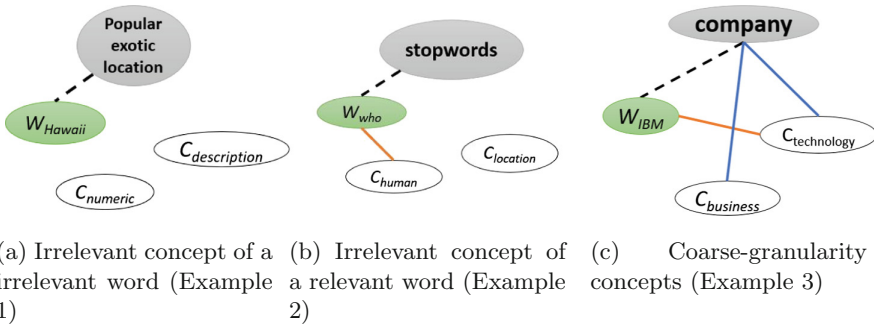 Popular
exotic
location
W_Hawaii
C_description
C_numeric
stopwords
W_who
C_human
C_location
company
W_IBM
C_technology
C_business
(a) Irrelevant concept of a
irrelevant word (Example
1)
(b) Irrelevant concept of
a relevant word (Example
2)
(c) Coarse-granularity
concepts (Example 3)